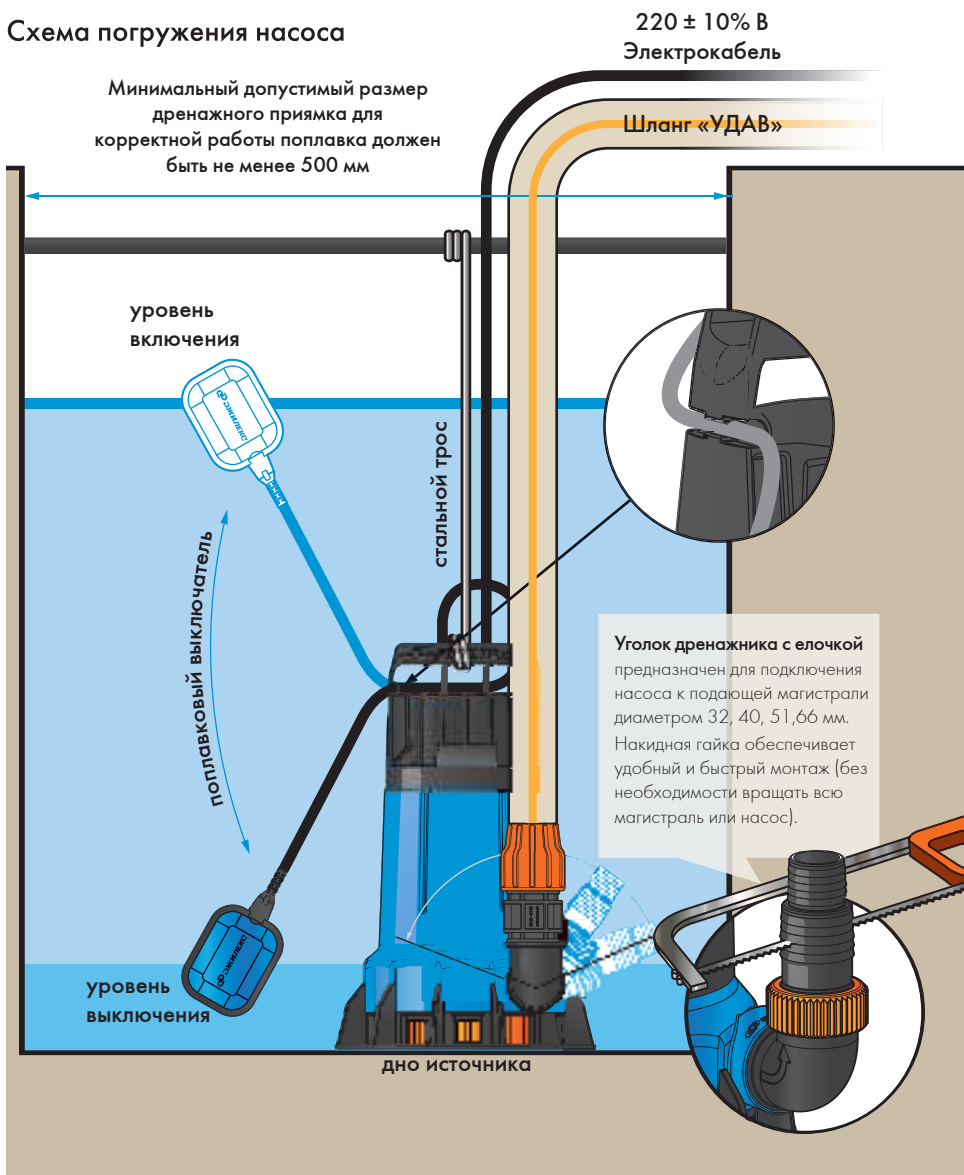 Схема погружения насоса
220 ± 10% В
Электрокабель
Минимальный допустимый размер
дренажного приямка для
корректной работы поплавка должен
быть не менее 500 мм
Шланг «УДАВ»
уровень
включения
ДЖИЛЕКС
стальной трос
поплавковый выключатель
Уголок дренажника с елочкой
предназначен для подключения
насоса к подающей магистрали
диаметром 32, 40, 51,66 мм.
Накидная гайка обеспечивает
удобный и быстрый монтаж (без
необходимости вращать всю
магистраль или насос).
ДЖИЛЕКС
уровень
выключения
дно источника